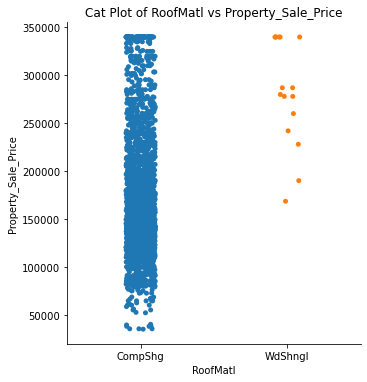 Cat Plot of RoofMatl vs Property_Sale_Price
350000
300000
250000
200000
150000
100000
50000
Property_Sale_Price
CompShg
WdShngl
RoofMatl